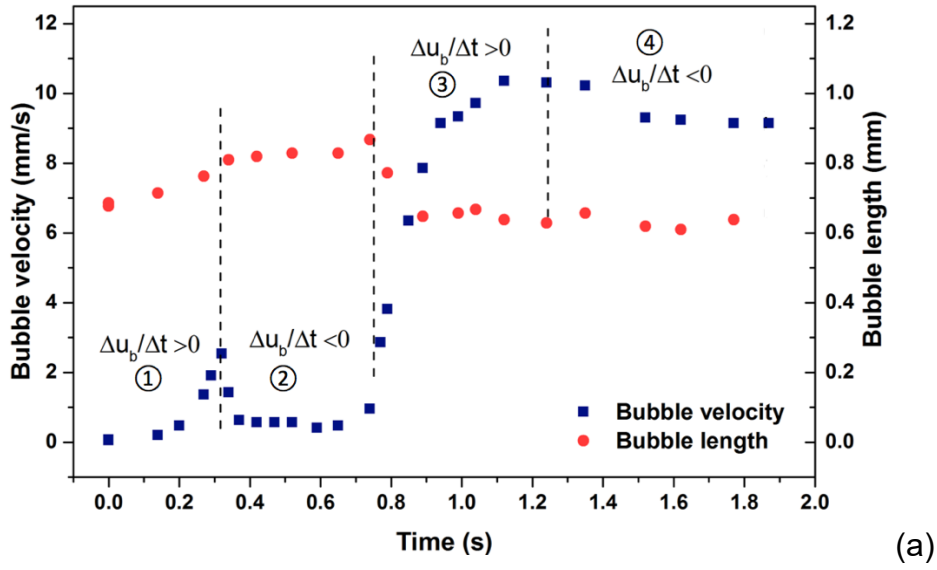 Bubble velocity (mm/s)
12
10
8
6
4
2
0
Δu_b/Δt >0
①
Δu_b/Δt <0
②
Δu_b/Δt >0
③
④
Δu_b/Δt <0
Bubble velocity
Bubble length
1.2
1.0
0.8
0.6
0.4
0.2
0.0
Bubble length (mm)
0.0 0.2 0.4 0.6 0.8 1.0 1.2 1.4 1.6 1.8 2.0
Time (s)
(a)